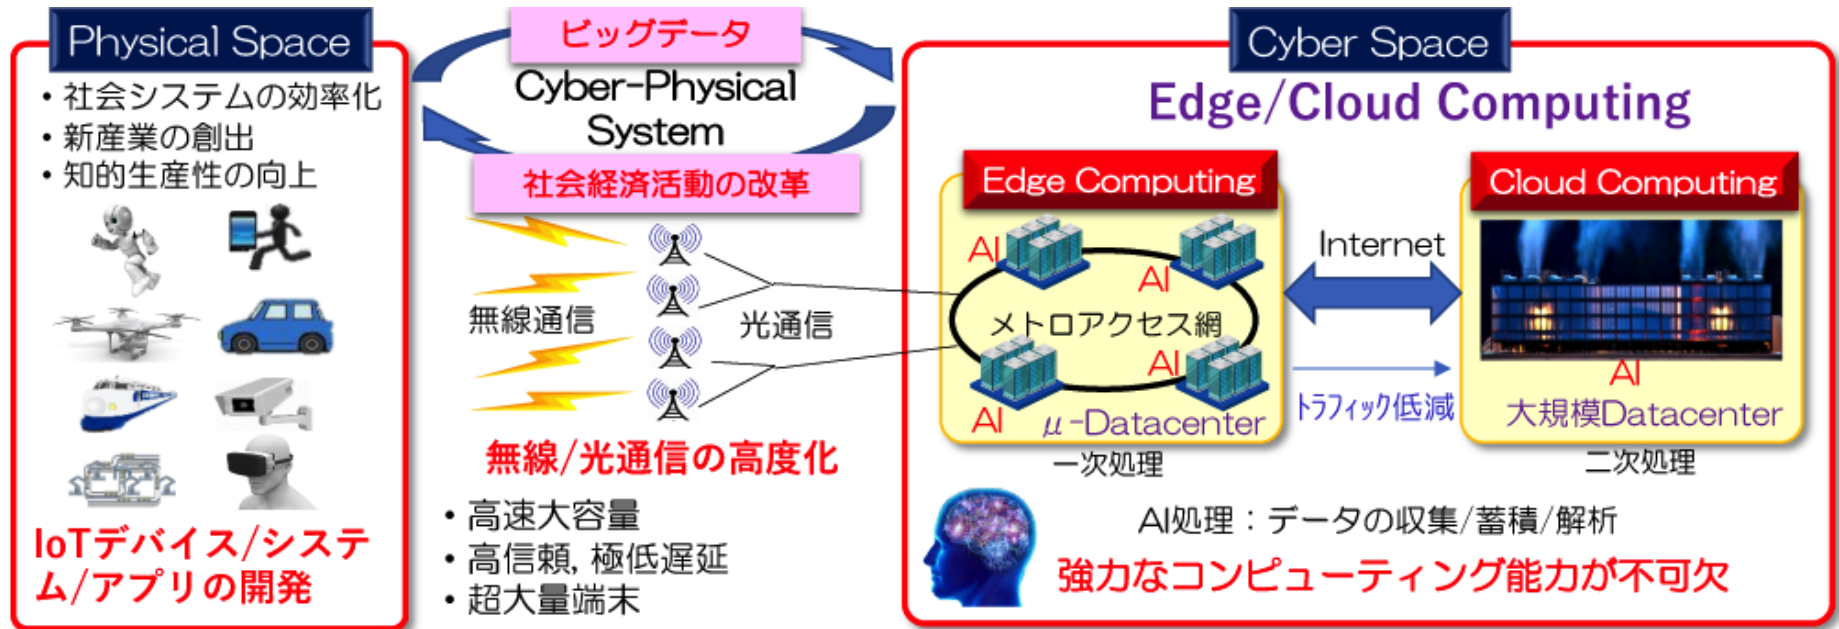 Physical Space
・社会システムの効率化
・新産業の創出
・知的生産性の向上
IoTデバイス/システ
ム/アプリの開発
ビッグデータ
Cyber-Physical
System
社会経済活動の改革
無線通信
光通信
無線/光通信の高度化
・高速大容量
・高信頼, 極低遅延
・超大量端末
Cyber Space
Edge/Cloud Computing
Edge Computing
AI
AI
メトロアクセス網
AI
AI
μ-Datacenter
一次処理
Internet
トラフィック低減
Cloud Computing
AI
大規模Datacenter
二次処理
AI処理：データの収集/蓄積/解析
強力なコンピューティング能力が不可欠